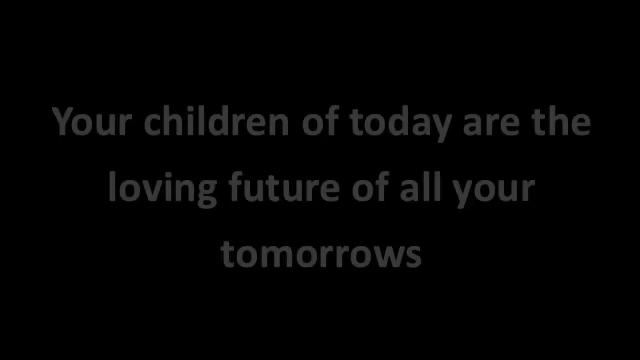 Your children of today are the
loving future of all your
tomorrows